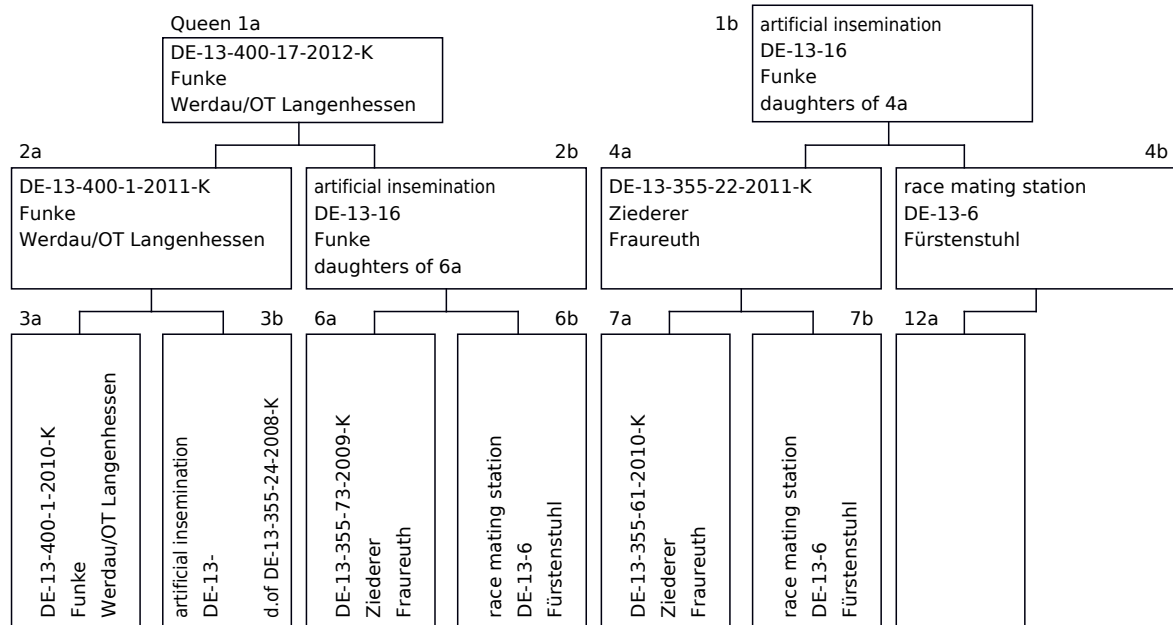 Queen 1a
DE-13-400-17-2012-K
Funke
Werdau/OT Langenhessen
1b
artificial insemination
DE-13-16
Funke
daughters of 4a
2a
DE-13-400-1-2011-K
Funke
Werdau/OT Langenhessen
2b
artificial insemination
DE-13-16
Funke
daughters of 6a
4a
DE-13-355-22-2011-K
Ziederer
Fraureuth
4b
race mating station
DE-13-6
Fürstenstuhl
3a
DE-13-400-1-2010-K
Funke
Werdau/OT Langenhessen
3b
artificial insemination
DE-13-
d.of DE-13-355-24-2008-K
6a
DE-13-355-73-2009-K
Ziederer
Fraureuth
6b
race mating station
DE-13-6
Fürstenstuhl
7a
DE-13-355-61-2010-K
Ziederer
Fraureuth
7b
race mating station
DE-13-6
Fürstenstuhl
12a